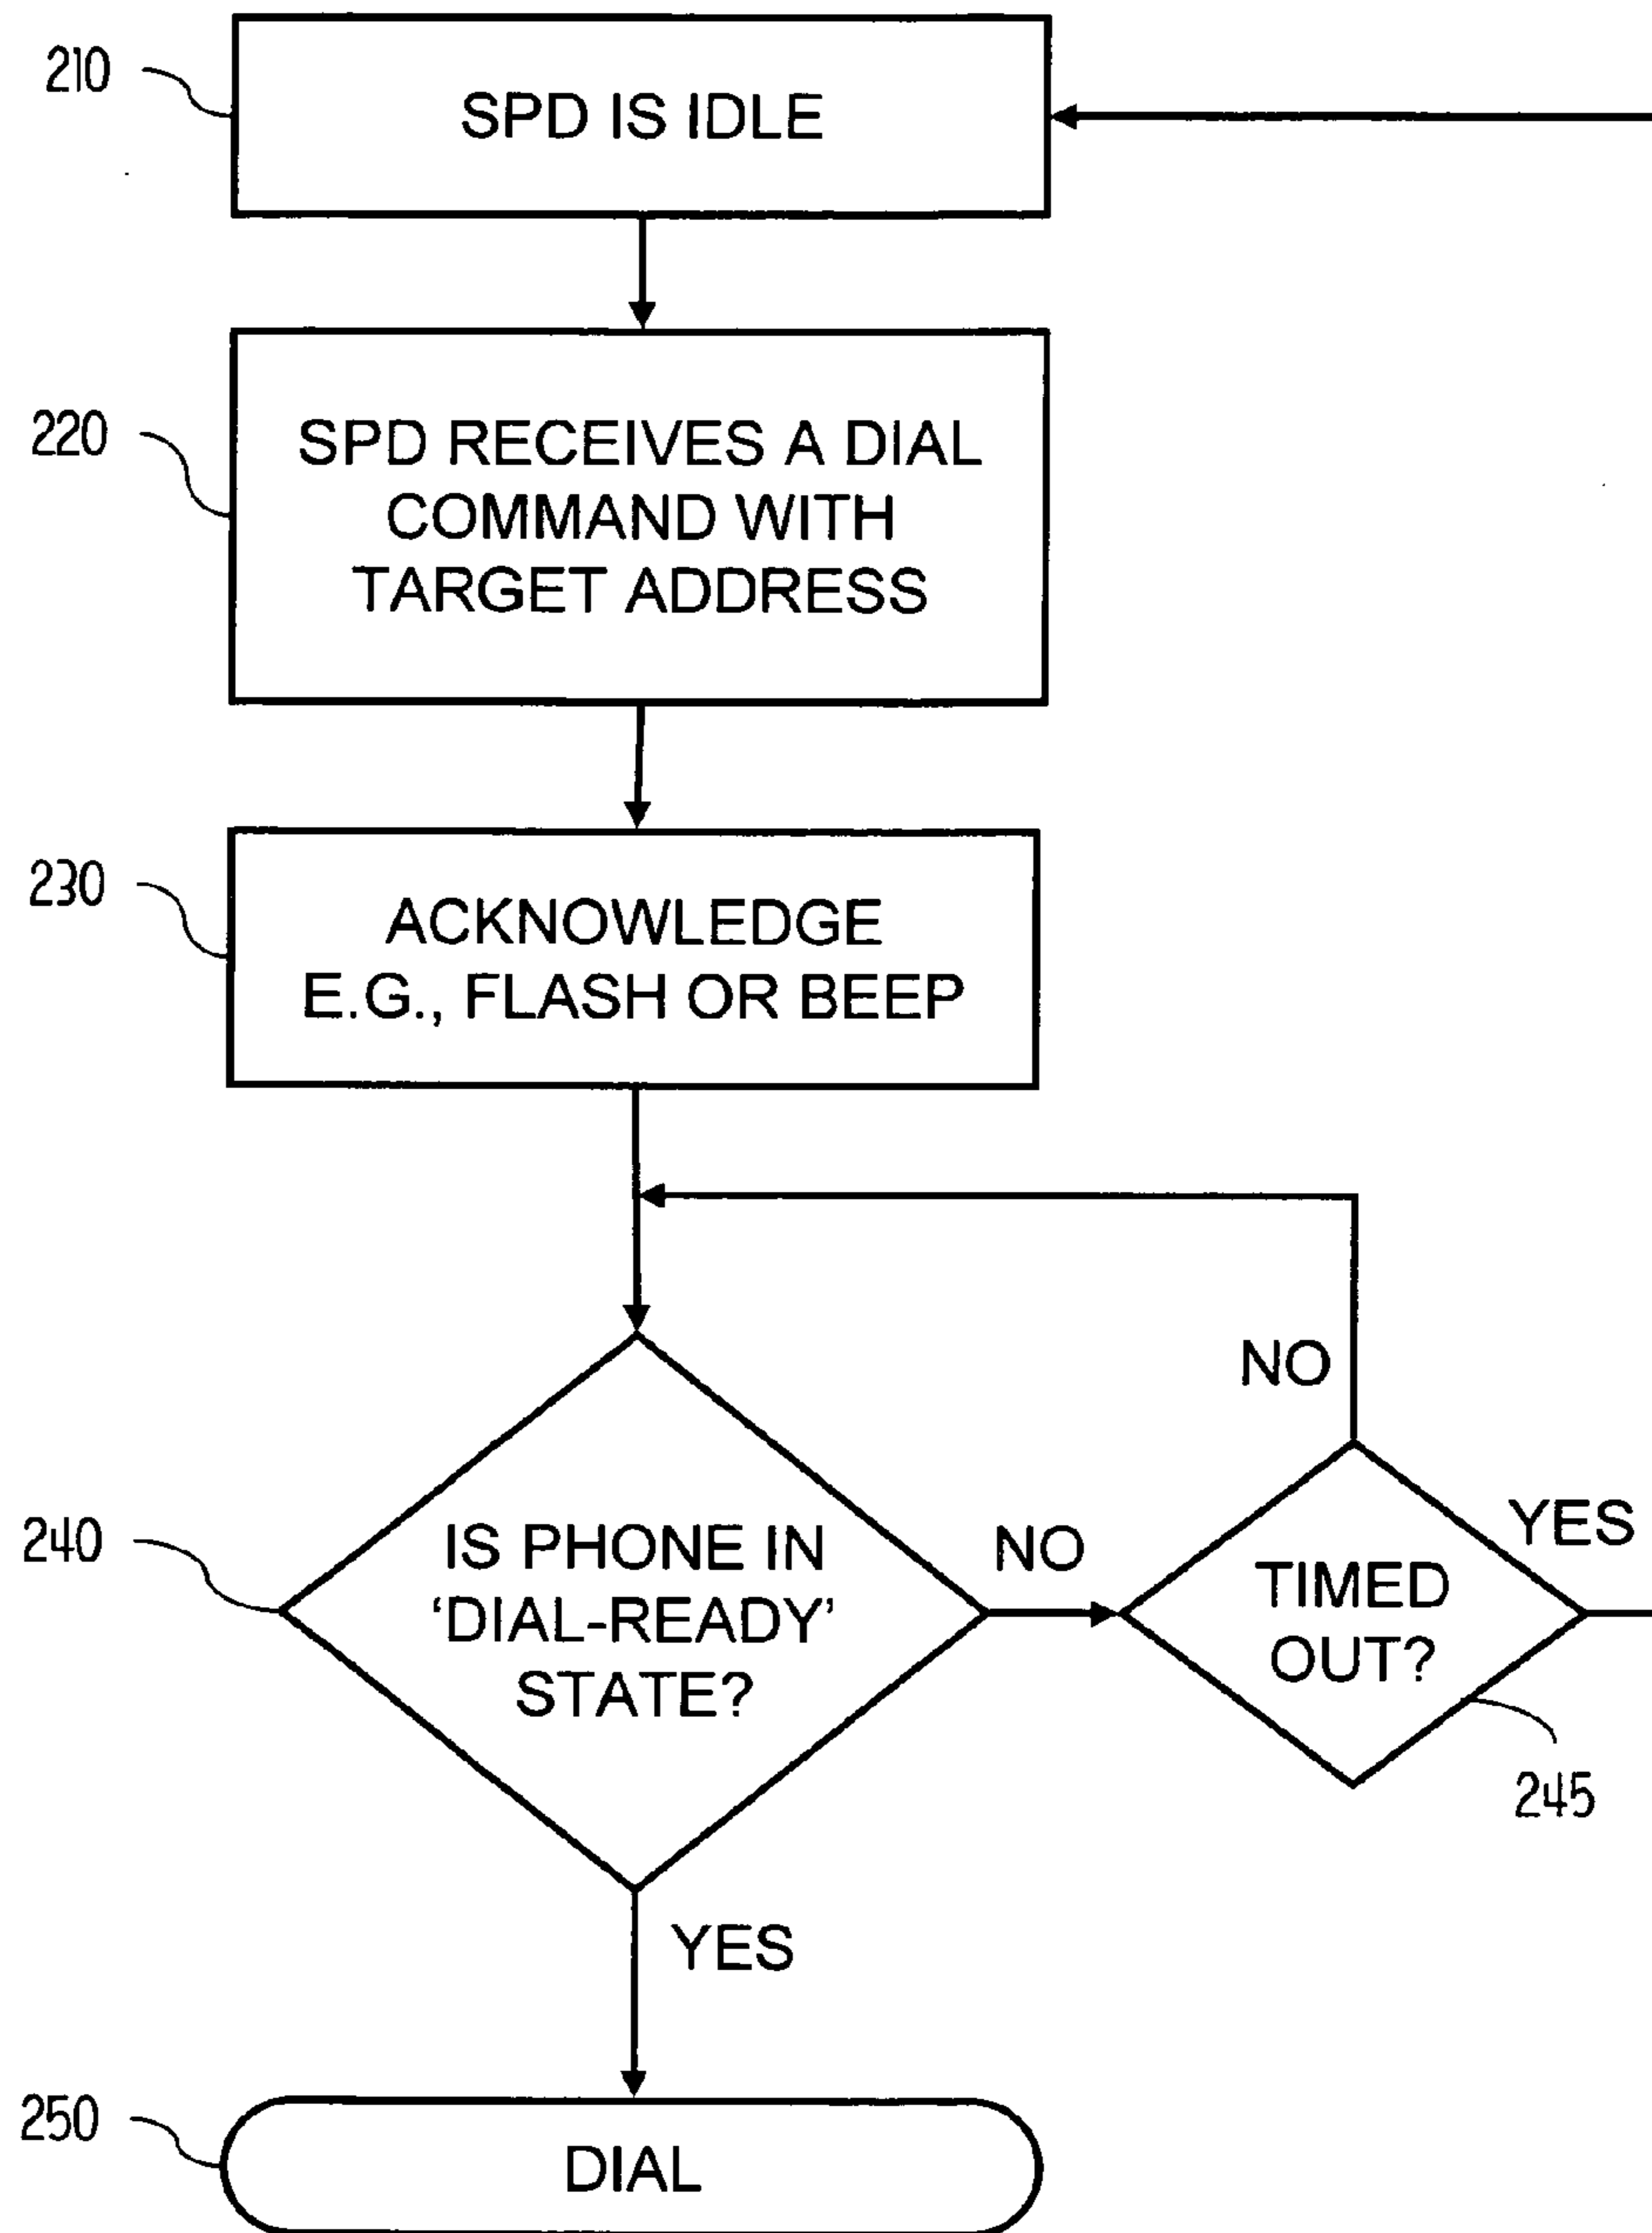 210
SPD IS IDLE
220
SPD RECEIVES A DIAL
COMMAND WITH
TARGET ADDRESS
230
ACKNOWLEDGE
E.G., FLASH OR BEEP
NO
240
IS PHONE IN
‘DIAL-READY’
STATE?
NO
YES
TIMED
OUT?
245
YES
250
DIAL